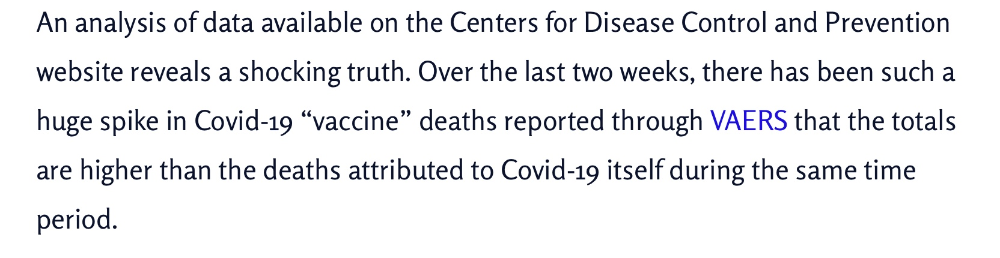 An analysis of data available on the Centers for Disease Control and Prevention
website reveals a shocking truth. Over the last two weeks, there has been such a
huge spike in Covid-19 “vaccine” deaths reported through VAERS that the totals
are higher than the deaths attributed to Covid-19 itself during the same time
period.